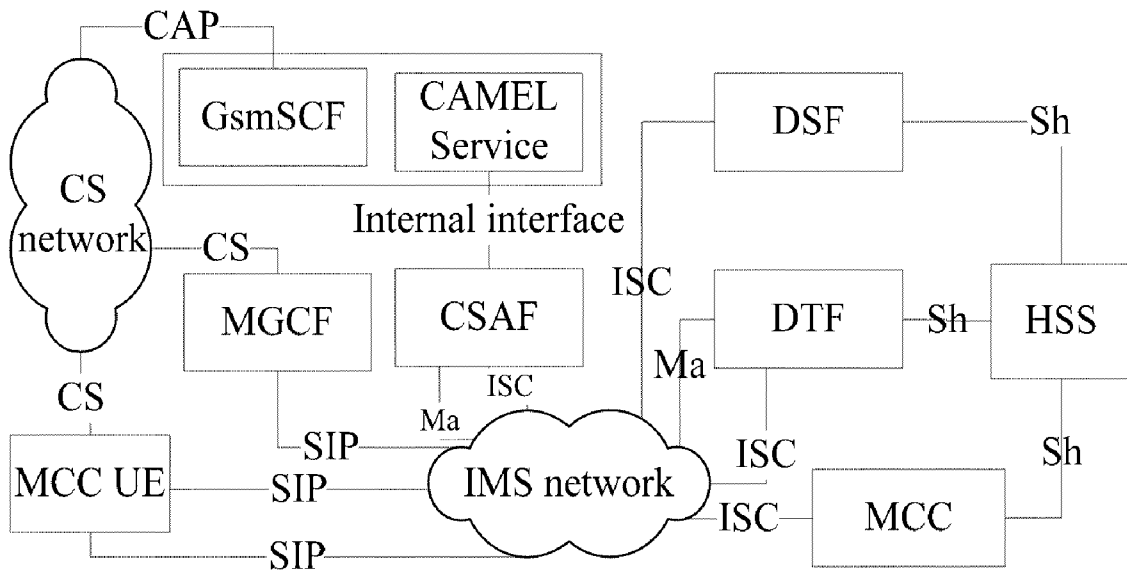 CAP
GsmSCF
CAMEL
Service
DSF
Sh
CS
network
Internal interface
CS
ISC
MGCF
CSAF
DTF
Sh
HSS
Ma
ISC
CS
Ma
SIP
ISC
Sh
MCC UE
SIP
IMS network
ISC
MCC
SIP